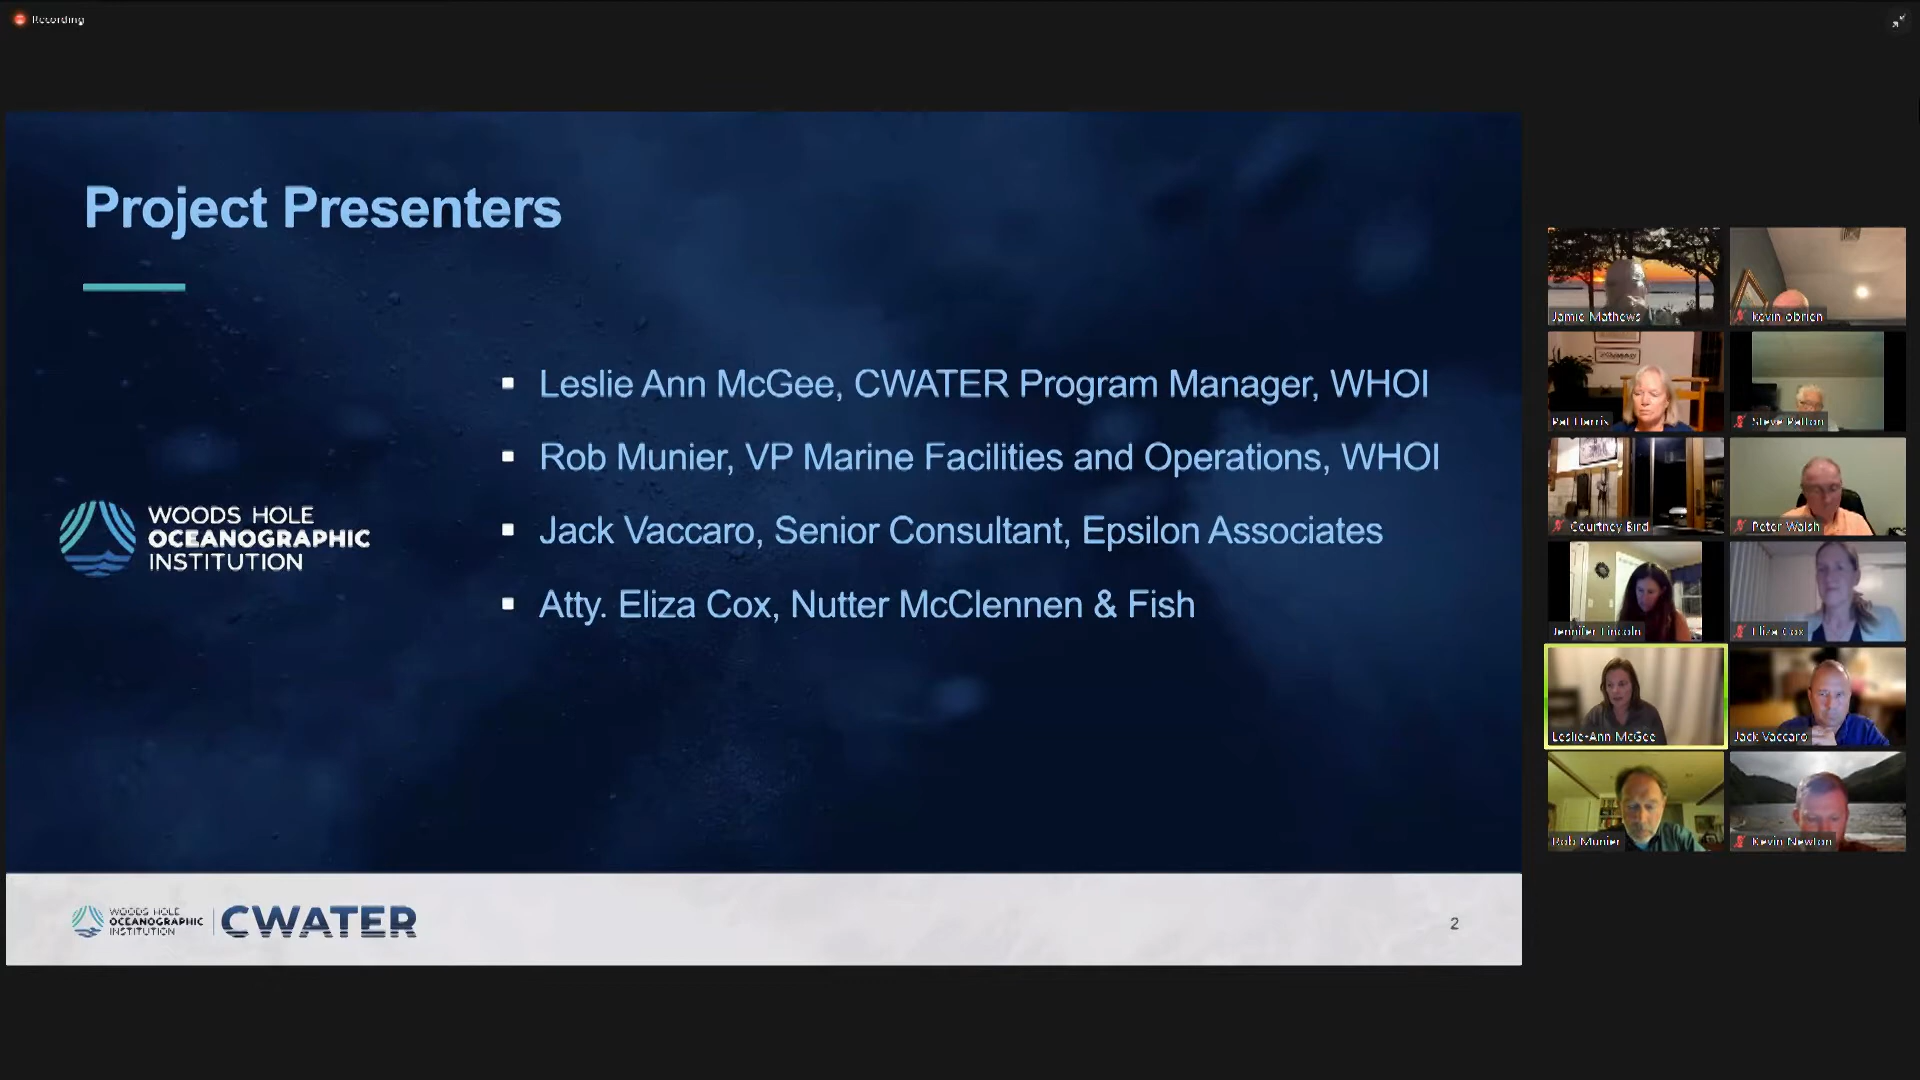 Recording
Project Presenters
Leslie Ann McGee, CWATER Program Manager, WHOI
Rob Munier, VP Marine Facilities and Operations, WHOI
Jack Vaccaro, Senior Consultant, Epsilon Associates
Atty. Eliza Cox, Nutter McClennen & Fish
WOODS HOLE
OCEANOGRAPHIC
INSTITUTION
WOODS HOLE
OCEANOGRAPHIC
INSTITUTION
CWATER
2
Jamie Mathews
kevin obrien
Pat Harris
Steve Patton
Courtney Bird
Peter Walsh
Jennifer Lincoln
Eliza Cox
Leslie-Ann McGee
Jack Vaccaro
Rob Munier
Kevin Newton